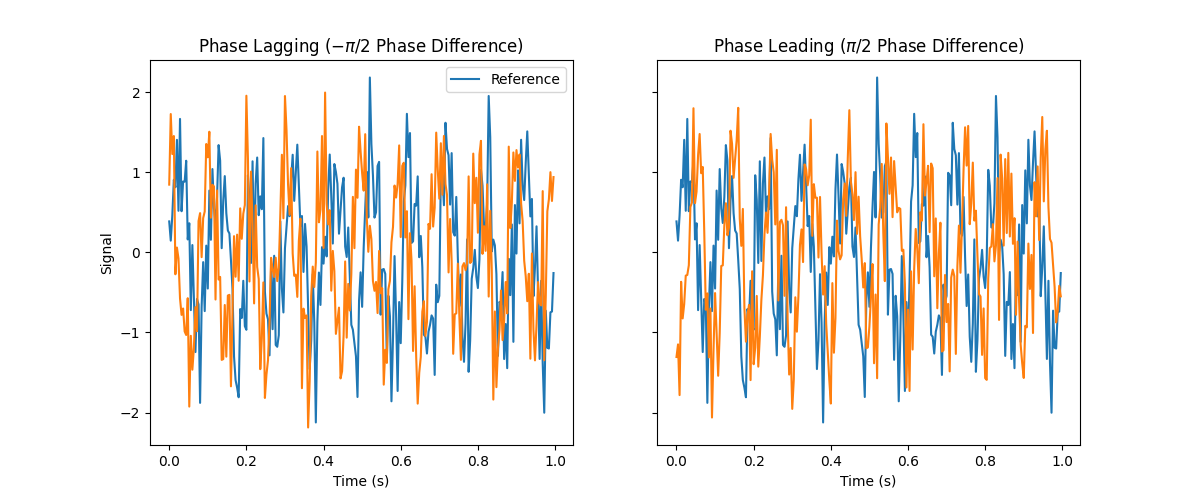 Phase Lagging (−π/2 Phase Difference)
Phase Leading (π/2 Phase Difference)
Reference
2
1
0
−1
−2
Signal
0.0 0.2 0.4 0.6 0.8 1.0
0.0 0.2 0.4 0.6 0.8 1.0
Time (s)
Time (s)